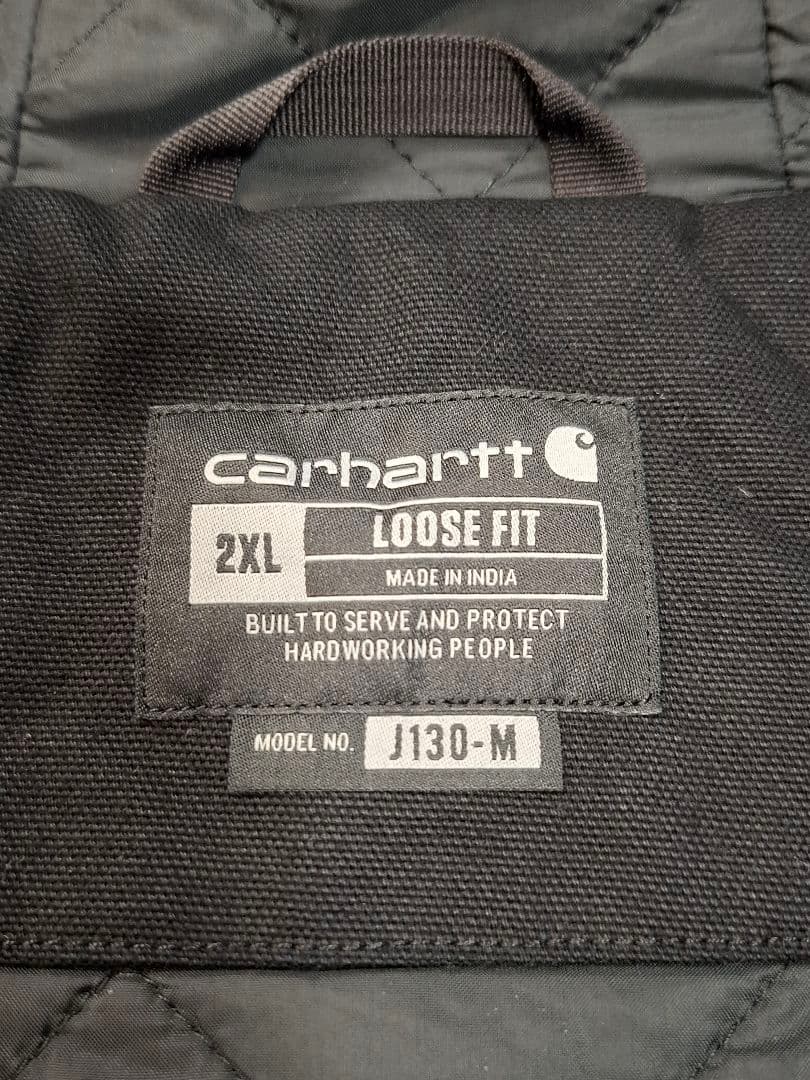 carhartt
2XL
LOOSE FIT
MADE IN INDIA
BUILT TO SERVE AND PROTECT
HARDWORKING PEOPLE
MODEL NO. J130-M